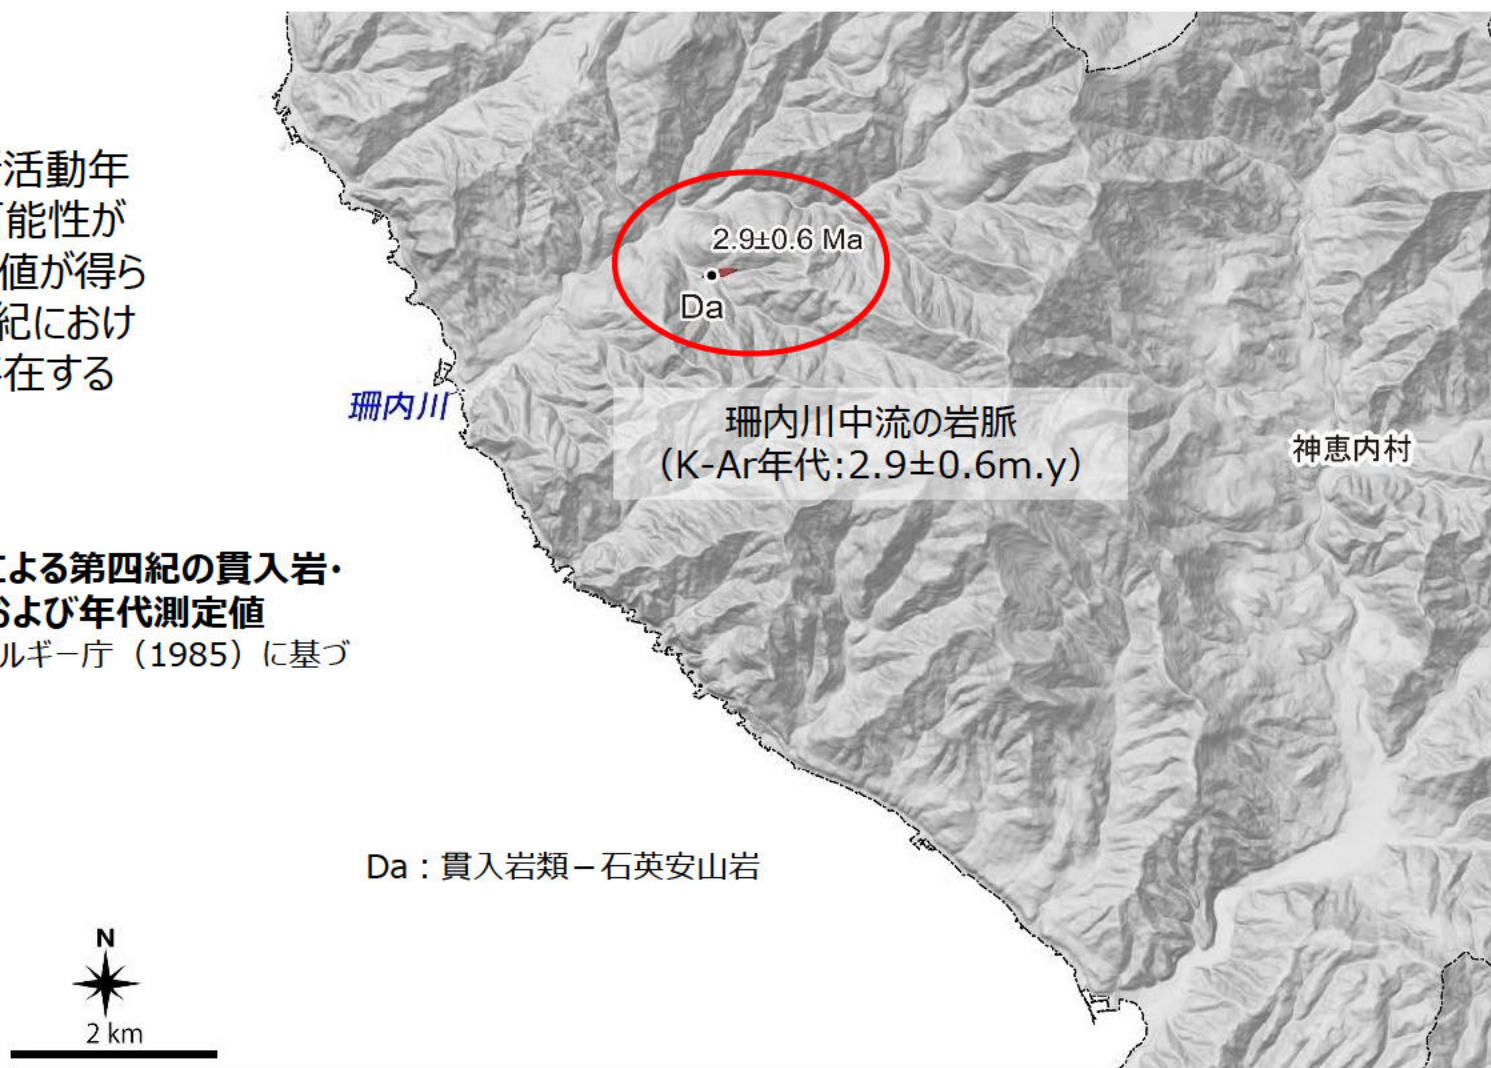 活動年
可能性が
値が得ら
紀におけ
存在する
2.9±0.6 Ma
Da
珊内川
珊内川中流の岩脈
（K-Ar年代:2.9±0.6m.y）
神恵内村
による第四紀の貫入岩・
および年代測定値
ルギー庁（1985）に基づ
Da：貫入岩類－石英安山岩
N
2 km